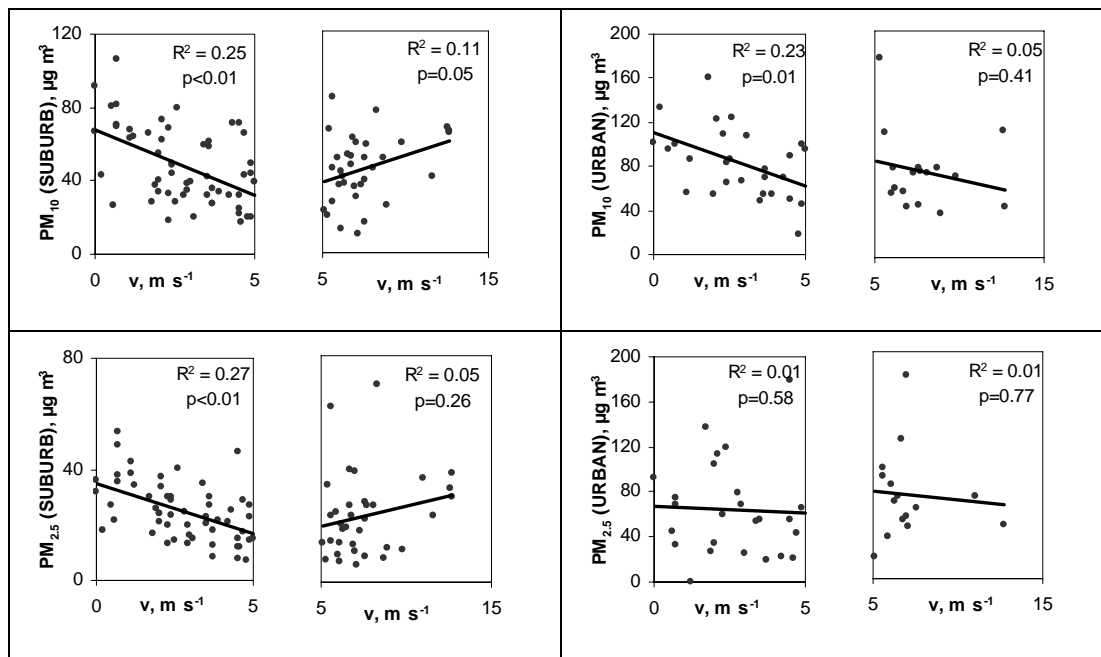 PM10 (SUBURB), µg m³
120
80
40
0
R² = 0.25
p<0.01
0
5
v, m s-1
R² = 0.11
p=0.05
5
15
v, m s-1
PM10 (URBAN), µg m³
200
160
120
80
40
0
R² = 0.23
p=0.01
0
5
v, m s-1
R² = 0.05
p=0.41
5
15
v, m s-1
PM2.5 (SUBURB), µg m³
80
40
0
R² = 0.27
p<0.01
0
5
v, m s-1
R² = 0.05
p=0.26
5
15
v, m s-1
PM2.5 (URBAN), µg m³
200
160
120
80
40
0
R² = 0.01
p=0.58
0
5
v, m s-1
R² = 0.01
p=0.77
5
15
v, m s-1